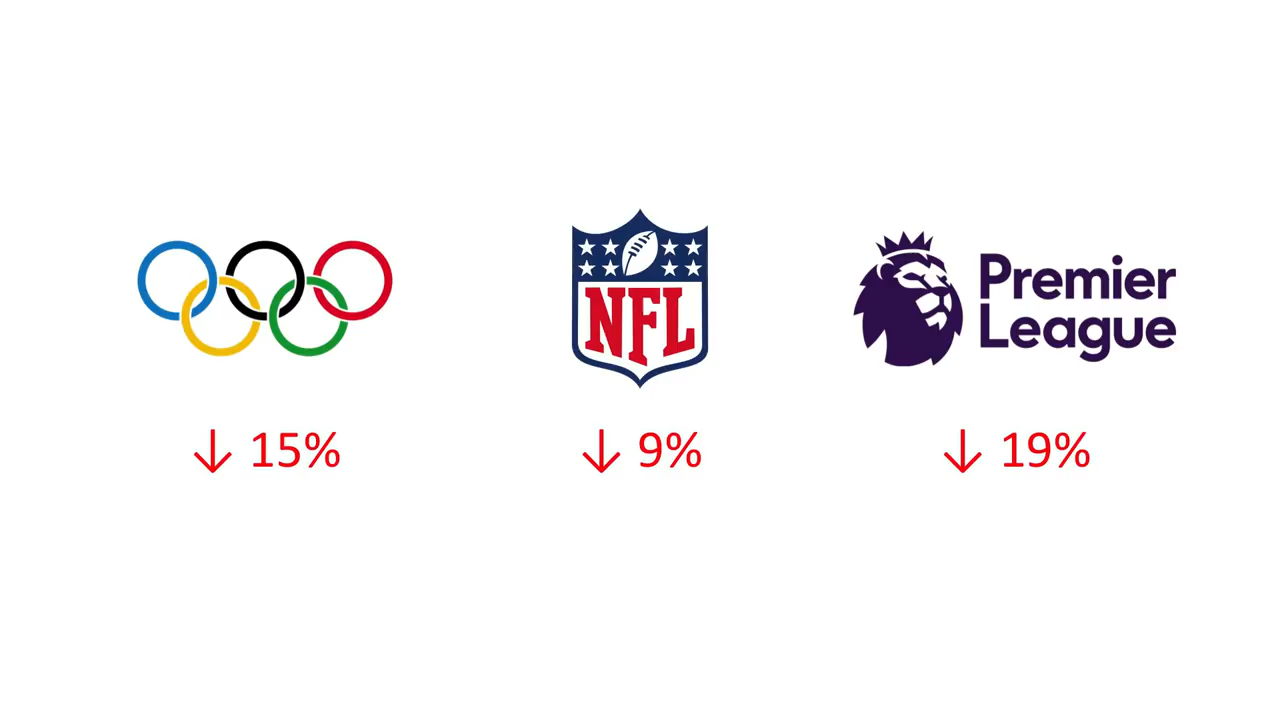 NFL
Premier
League
↓ 15%
↓ 9%
↓ 19%